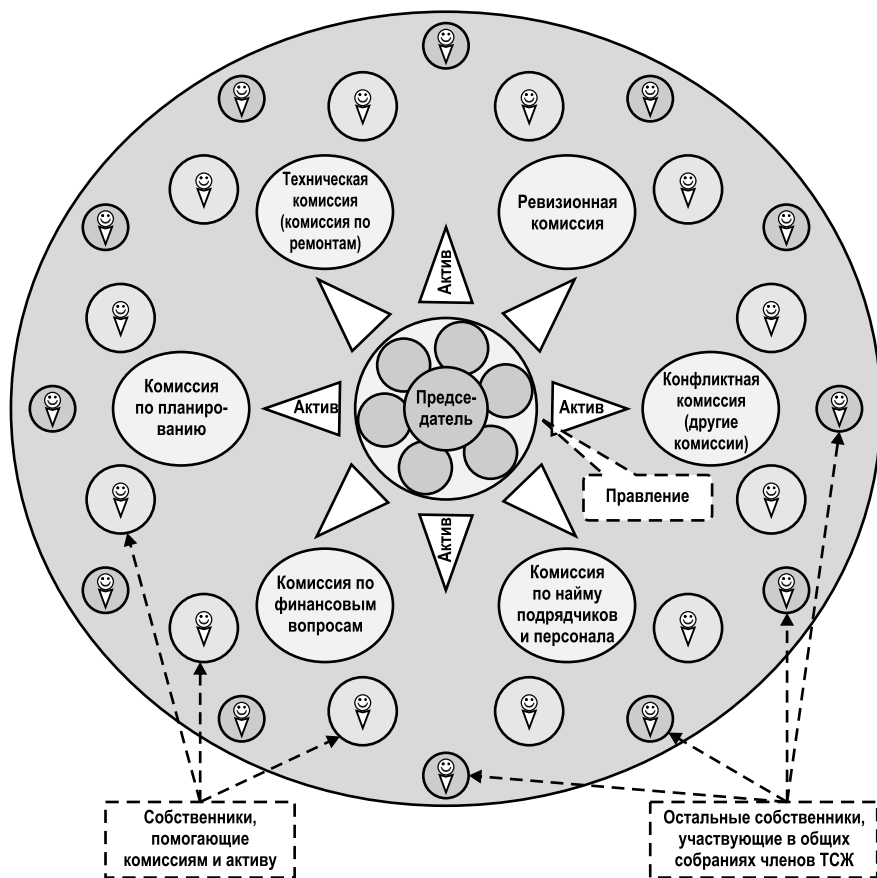 Техническая
комиссия
(комиссия по
ремонтам)
Ревизионная
комиссия
Актив
Комиссия
по планиро-
ванию
Актив
Предсе-
датель
Актив
Конфликтная
комиссия
(другие
комиссии)
Правление
Актив
Комиссия по
финансовым
вопросам
Комиссия
по найму
подрядчиков
и персонала
Собственники,
помогающие
комиссиям и активу
Остальные собственники,
участвующие в общих
собраниях членов ТСЖ